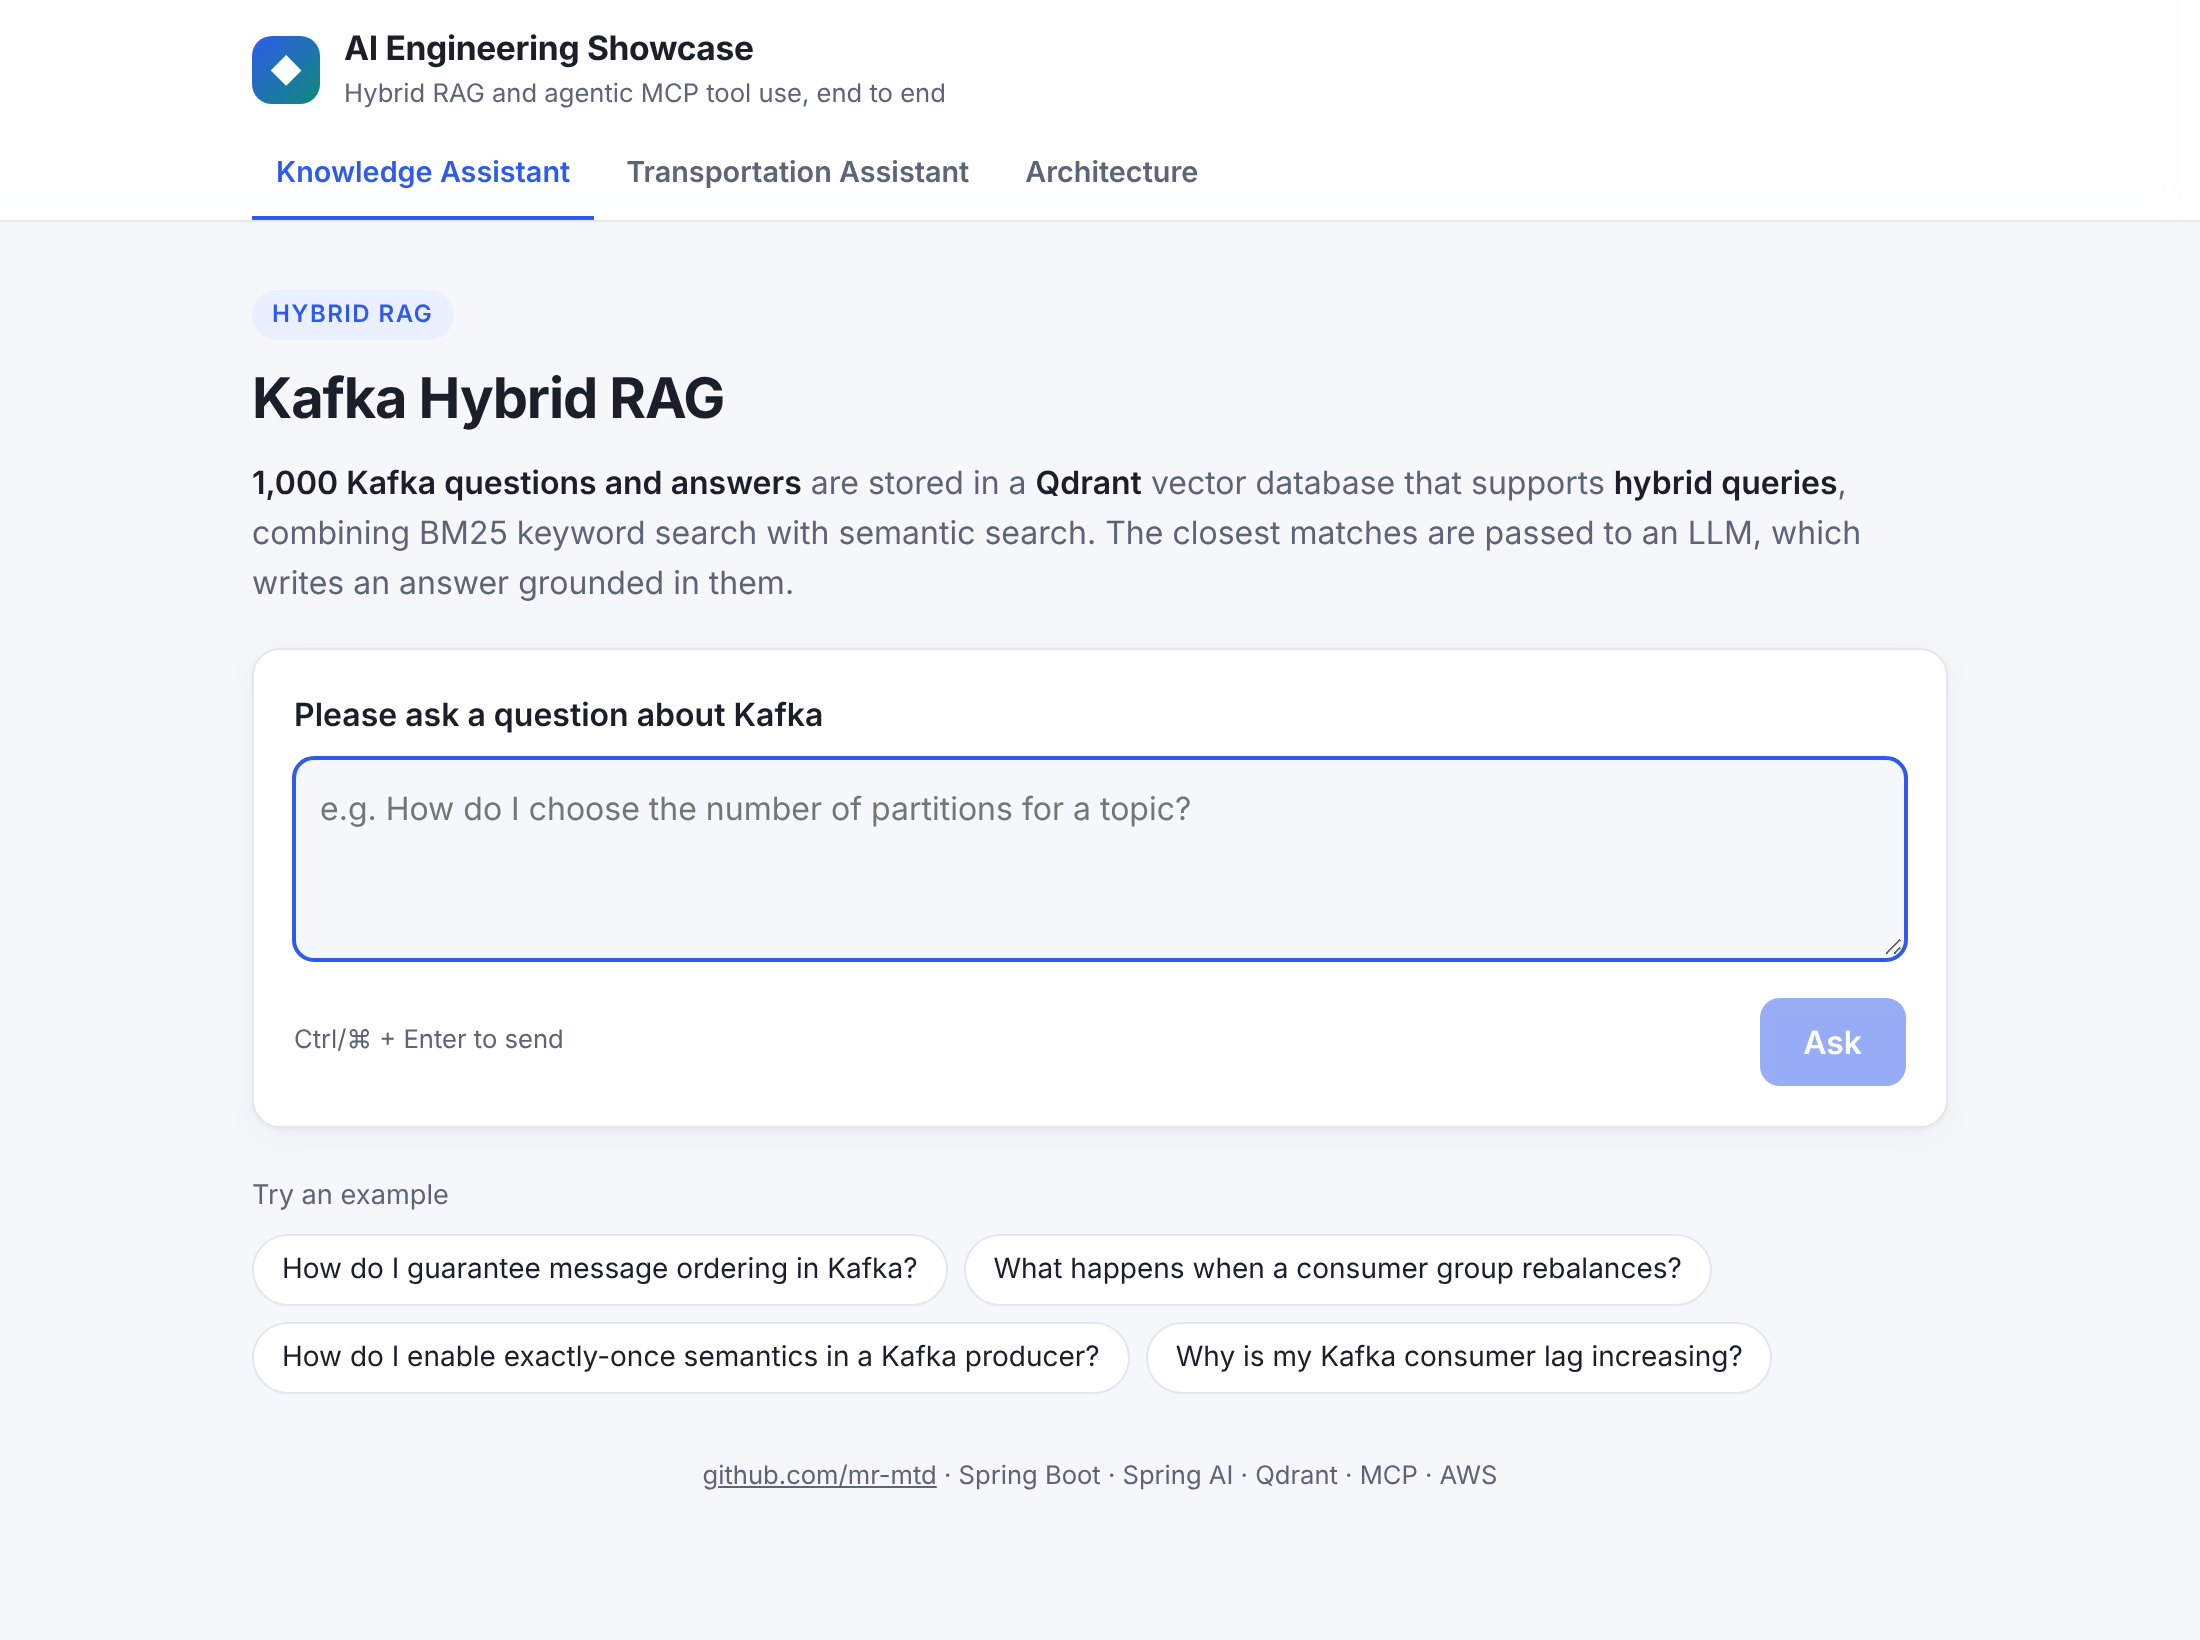 AI Engineering Showcase
Hybrid RAG and agentic MCP tool use, end to end
Knowledge Assistant
Transportation Assistant
Architecture
HYBRID RAG
Kafka Hybrid RAG
1,000 Kafka questions and answers are stored in a Qdrant vector database that supports hybrid queries,
combining BM25 keyword search with semantic search. The closest matches are passed to an LLM, which
writes an answer grounded in them.
Please ask a question about Kafka
e.g. How do I choose the number of partitions for a topic?
Ctrl/⌘ + Enter to send
Ask
Try an example
How do I guarantee message ordering in Kafka?
What happens when a consumer group rebalances?
How do I enable exactly-once semantics in a Kafka producer?
Why is my Kafka consumer lag increasing?
github.com/mr-mtd · Spring Boot · Spring AI · Qdrant · MCP · AWS